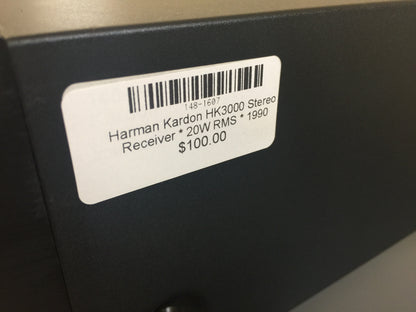 148-1607
Harman Kardon HK3000 Stereo
Receiver * 20W RMS * 1990
$100.00